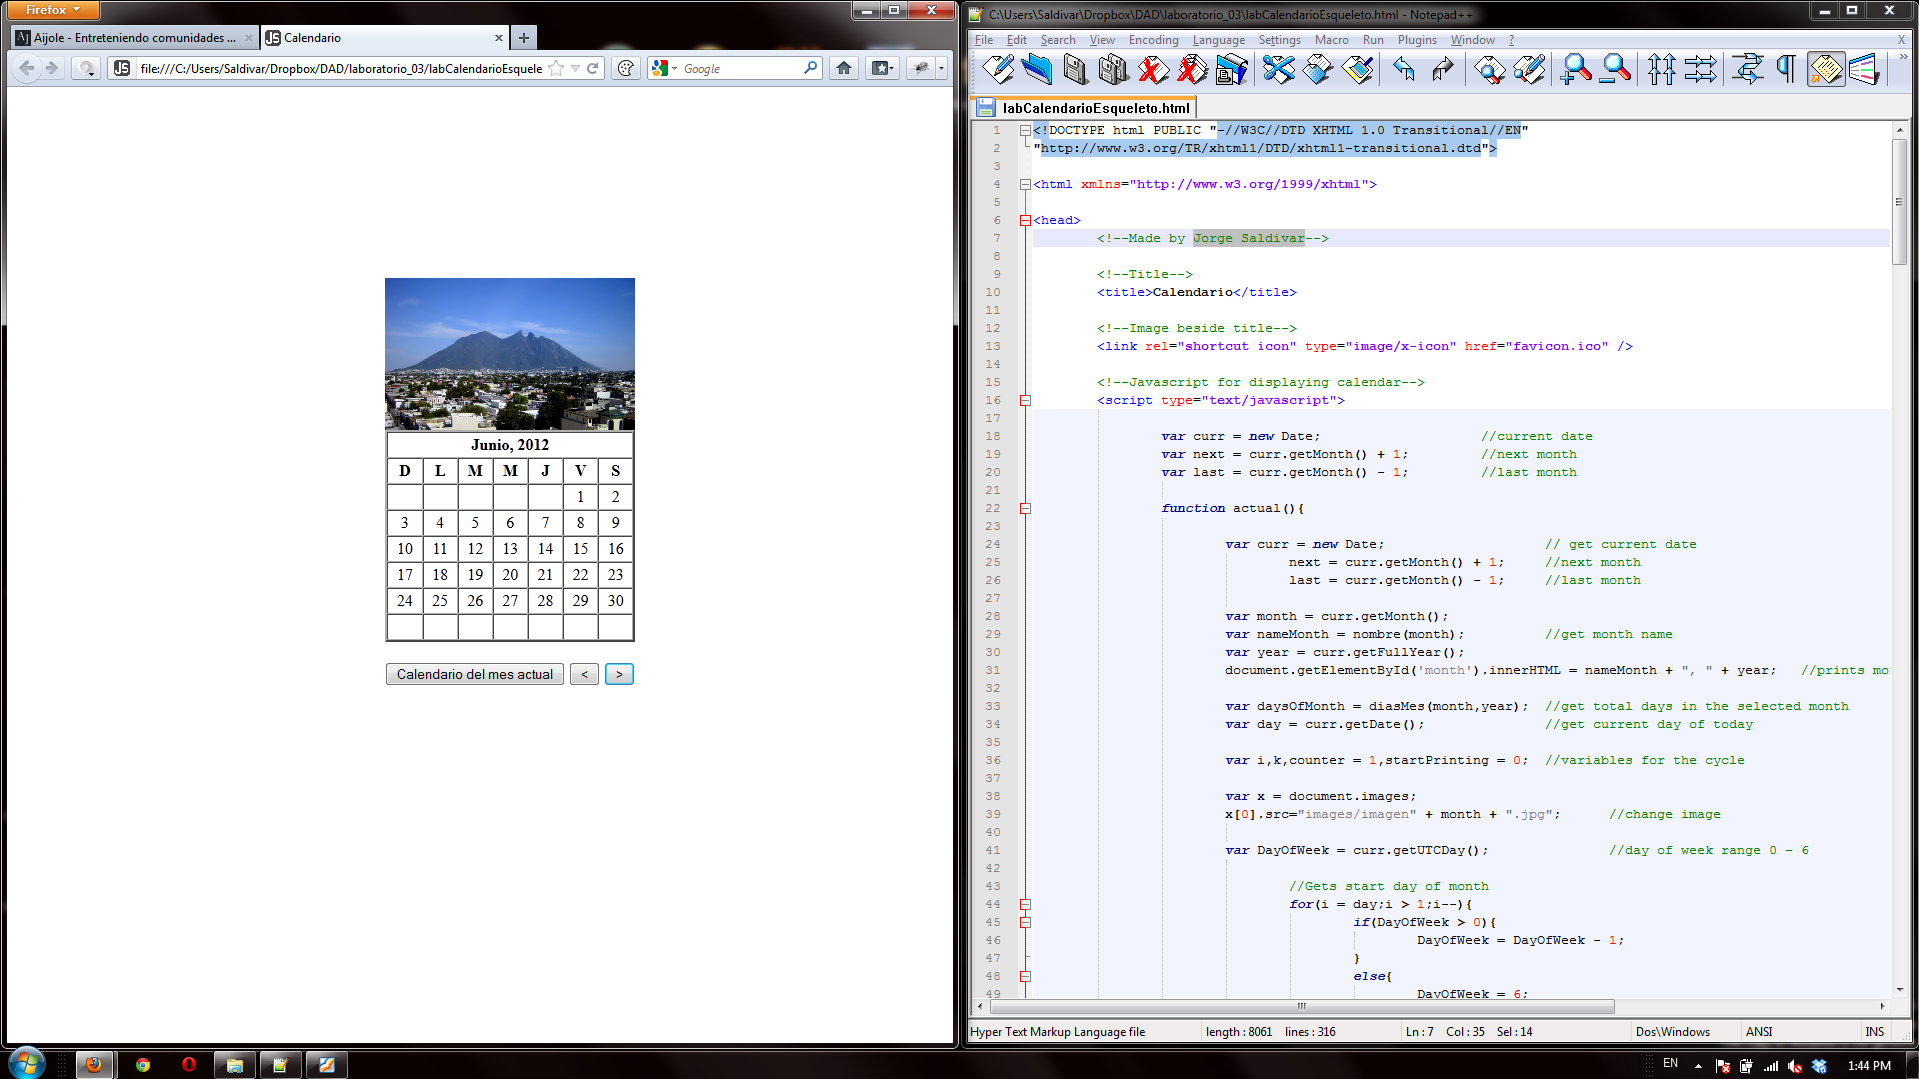 Firefox
Aijole - Entreteniendo comunidades ...
Calendario
file:///C:/Users/Saldivar/Dropbox/DAD/laboratorio_03/labCalendarioEsquele
Google
Junio, 2012
D L M M J V S
1 2
3 4 5 6 7 8 9
10 11 12 13 14 15 16
17 18 19 20 21 22 23
24 25 26 27 28 29 30
Calendario del mes actual < >
C:\Users\Saldivar\Dropbox\DAD\laboratorio_03\labCalendarioEsqueleto.html - Notepad++
File Edit Search View Encoding Language Settings Macro Run Plugins Window ? X
labCalendarioEsqueleto.html
1 <!DOCTYPE html PUBLIC "-//W3C//DTD XHTML 1.0 Transitional//EN"
2 "http://www.w3.org/TR/xhtml1/DTD/xhtml1-transitional.dtd">
3
4 <html xmlns="http://www.w3.org/1999/xhtml">
5
6 <head>
7 <!--Made by Jorge Saldivar-->
8
9 <!--Title-->
10 <title>Calendario</title>
11
12 <!--Image beside title-->
13 <link rel="shortcut icon" type="image/x-icon" href="favicon.ico" />
14
15 <!--Javascript for displaying calendar-->
16 <script type="text/javascript">
17
18 var curr = new Date; //current date
19 var next = curr.getMonth() + 1; //next month
20 var last = curr.getMonth() - 1; //last month
21
22 function actual(){
23
24 var curr = new Date; // get current date
25 next = curr.getMonth() + 1; //next month
26 last = curr.getMonth() - 1; //last month
27
28 var month = curr.getMonth();
29 var nameMonth = nombre(month); //get month name
30 var year = curr.getFullYear();
31 document.getElementById('month').innerHTML = nameMonth + ", " + year; //prints mo
32
33 var daysOfMonth = diasMes(month,year); //get total days in the selected month
34 var day = curr.getDate(); //get current day of today
35
36 var i,k,counter = 1,startPrinting = 0; //variables for the cycle
37
38 var x = document.images;
39 x[0].src="images/imagen" + month + ".jpg"; //change image
40
41 var DayOfWeek = curr.getUTCDay(); //day of week range 0 - 6
42
43 //Gets start day of month
44 for(i = day;i > 1;i--){
45 if(DayOfWeek > 0){
46 DayOfWeek = DayOfWeek - 1;
47 }
48 else{
49 DayOfWeek = 6;
Hyper Text Markup Language file length : 8061 lines : 316 Ln : 7 Col : 35 Sel : 14 Dos\Windows ANSI INS
EN 1:44 PM